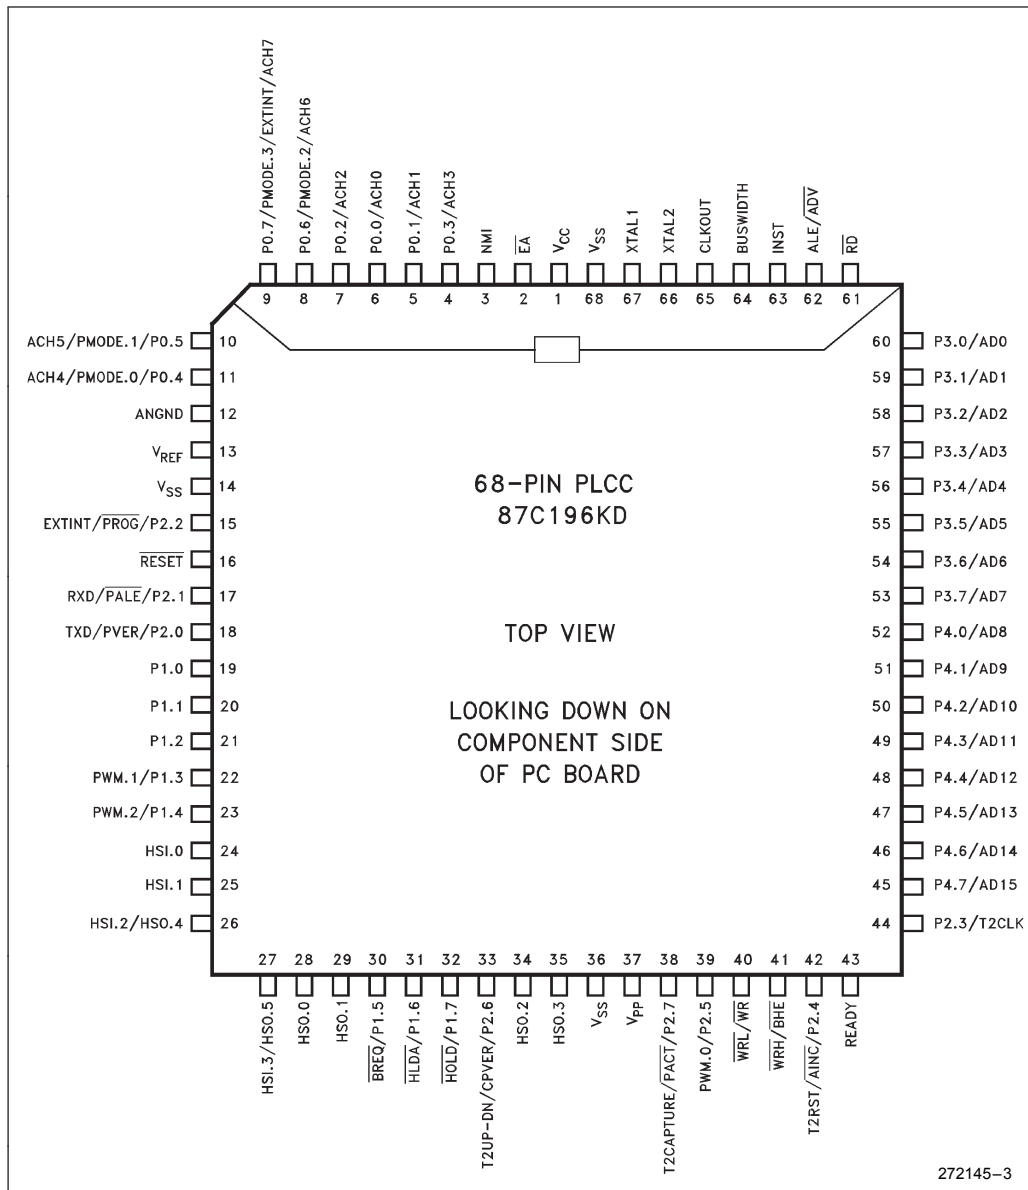 P0.7/PMODE.3/EXTINT/ACH7
P0.6/PMODE.2/ACH6
P0.2/ACH2
P0.0/ACH0
P0.1/ACH1
P0.3/ACH3
NMI
EA
VCC
VSS
XTAL1
XTAL2
CLKOUT
BUSWIDTH
INST
ALE/ADV
RD
9 8 7 6 5 4 3 2 1 68 67 66 65 64 63 62 61
ACH5/PMODE.1/P0.5 10
ACH4/PMODE.0/P0.4 11
ANGND 12
VREF 13
VSS 14
EXTINT/PROG/P2.2 15
RESET 16
RXD/PALE/P2.1 17
TXD/PVER/P2.0 18
P1.0 19
P1.1 20
P1.2 21
PWM.1/P1.3 22
PWM.2/P1.4 23
HSI.0 24
HSI.1 25
HSI.2/HSO.4 26
68-PIN PLCC
87C196KD
TOP VIEW
LOOKING DOWN ON
COMPONENT SIDE
OF PC BOARD
60 P3.0/AD0
59 P3.1/AD1
58 P3.2/AD2
57 P3.3/AD3
56 P3.4/AD4
55 P3.5/AD5
54 P3.6/AD6
53 P3.7/AD7
52 P4.0/AD8
51 P4.1/AD9
50 P4.2/AD10
49 P4.3/AD11
48 P4.4/AD12
47 P4.5/AD13
46 P4.6/AD14
45 P4.7/AD15
44 P2.3/T2CLK
27 28 29 30 31 32 33 34 35 36 37 38 39 40 41 42 43
HSI.3/HSO.5
HSO.0
HSO.1
BREQ/P1.5
HLDA/P1.6
HOLD/P1.7
T2UP-DN/CPVER/P2.6
HSO.2
HSO.3
VSS
VPP
T2CAPTURE/PACT/P2.7
PWM.0/P2.5
WRL/WR
WRH/BHE
T2RST/AINC/P2.4
READY
272145-3